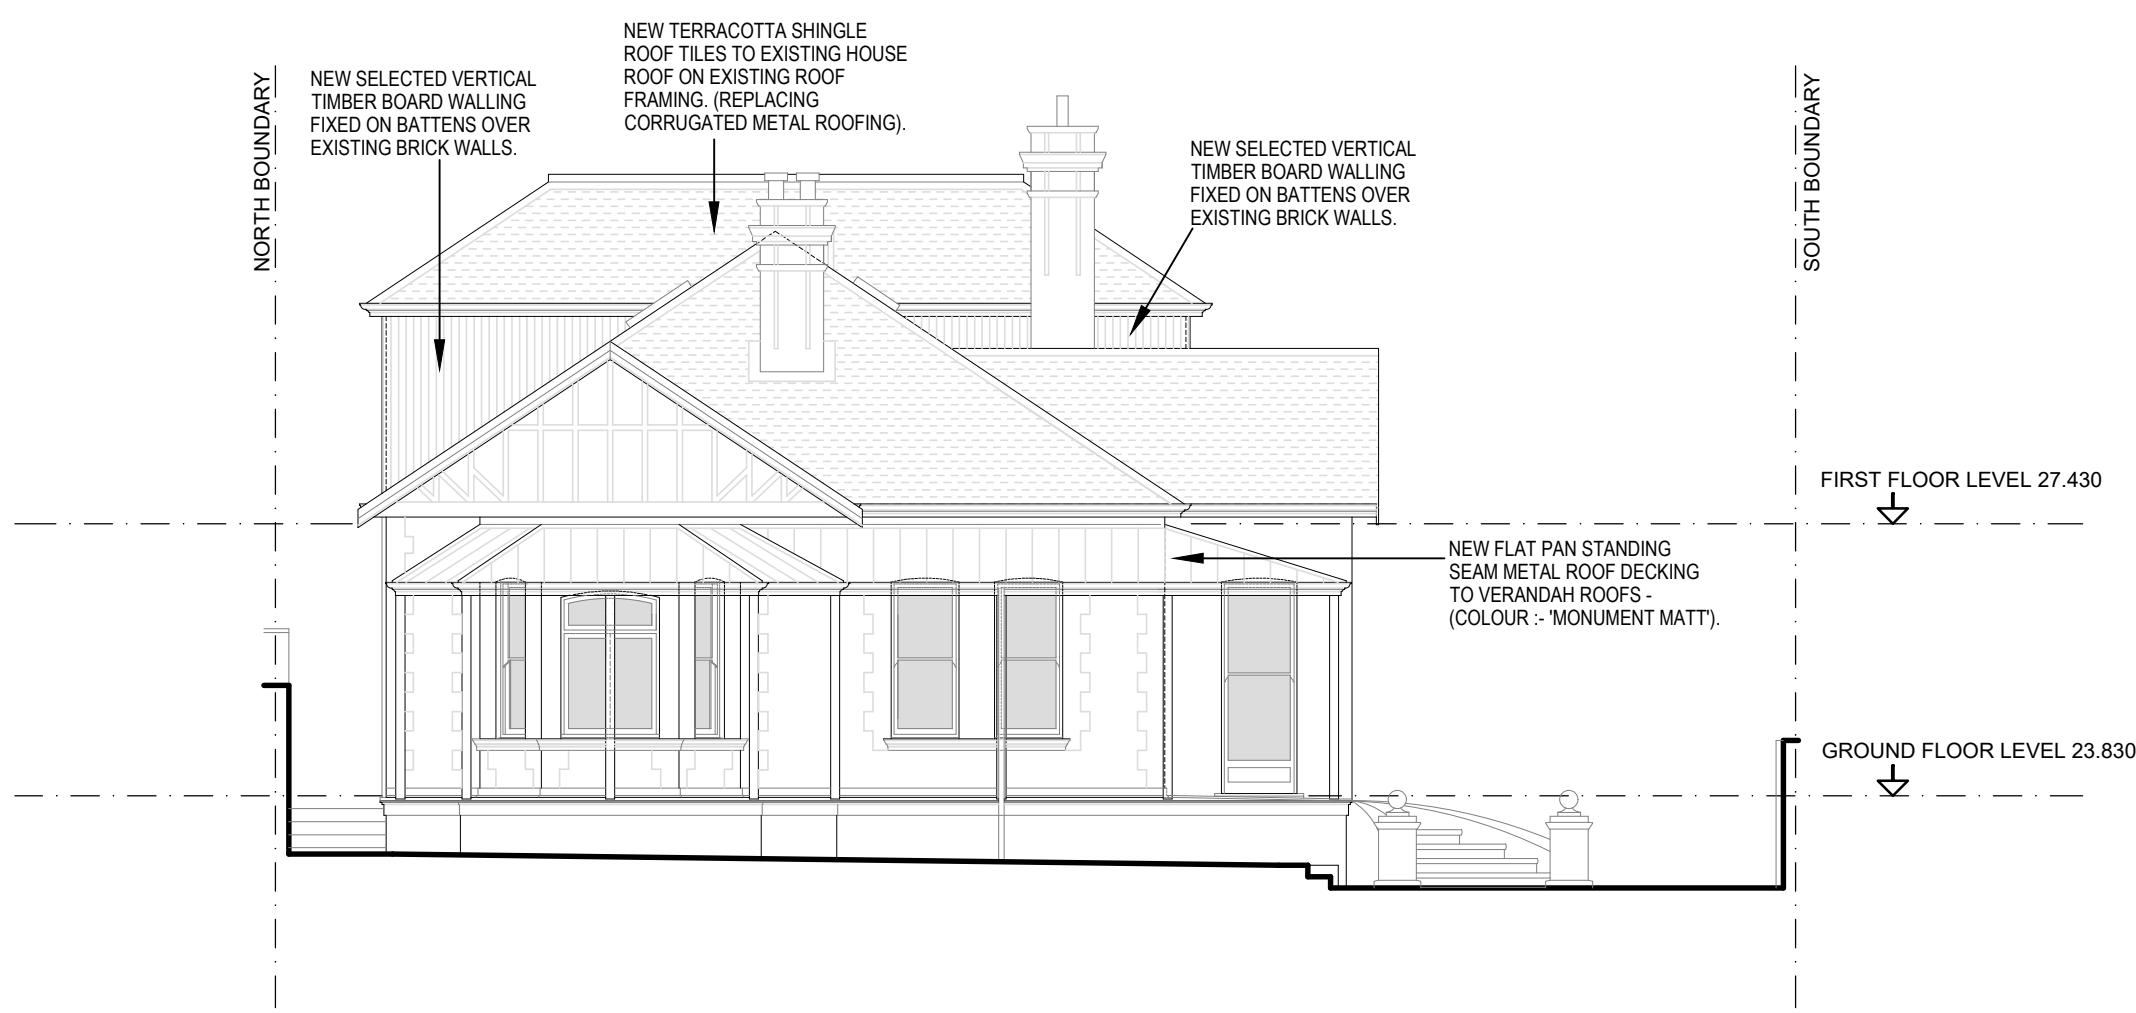 NEW TERRACOTTA SHINGLE
ROOF TILES TO EXISTING HOUSE
ROOF ON EXISTING ROOF
FRAMING. (REPLACING
CORRUGATED METAL ROOFING).
NORTH BOUNDARY
NEW SELECTED VERTICAL
TIMBER BOARD WALLING
FIXED ON BATTENS OVER
EXISTING BRICK WALLS.
NEW SELECTED VERTICAL
TIMBER BOARD WALLING
FIXED ON BATTENS OVER
EXISTING BRICK WALLS.
SOUTH BOUNDARY
FIRST FLOOR LEVEL 27.430
NEW FLAT PAN STANDING
SEAM METAL ROOF DECKING
TO VERANDAH ROOFS -
(COLOUR :- 'MONUMENT MATT').
GROUND FLOOR LEVEL 23.830